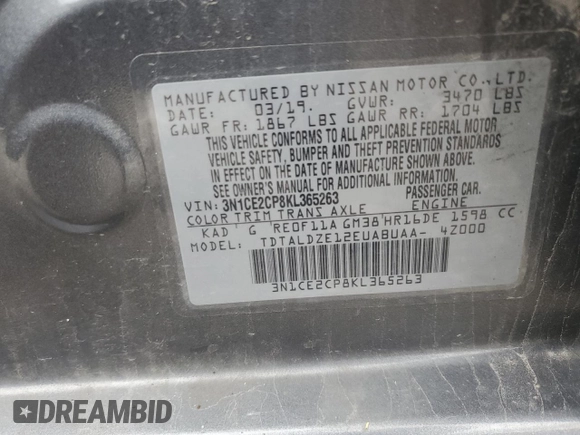 MANUFACTURED BY NISSAN MOTOR CO.,LTD.
DATE: 03/19. GVWR: 3470 LBS
GAWR FR: 1867 LBS GAWR RR: 1704 LBS
THIS VEHICLE CONFORMS TO ALL APPLICABLE FEDERAL MOTOR
VEHICLE SAFETY, BUMPER AND THEFT PREVENTION STANDARDS
IN EFFECT ON THE DATE OF MANUFACTURE SHOWN ABOVE.
SEE OWNER'S MANUAL FOR ADDITIONAL INFORMATION.
VIN: 3N1CE2CP8KL365263 PASSENGER CAR.
COLOR TRIM TRANS AXLE ENGINE
KAD G RE0F11A GM38 HR16DE 1598 CC
MODEL: TDTALDZE12EUA8UAA- 4Z000
3N1CE2CP8KL365263
DREAMBID